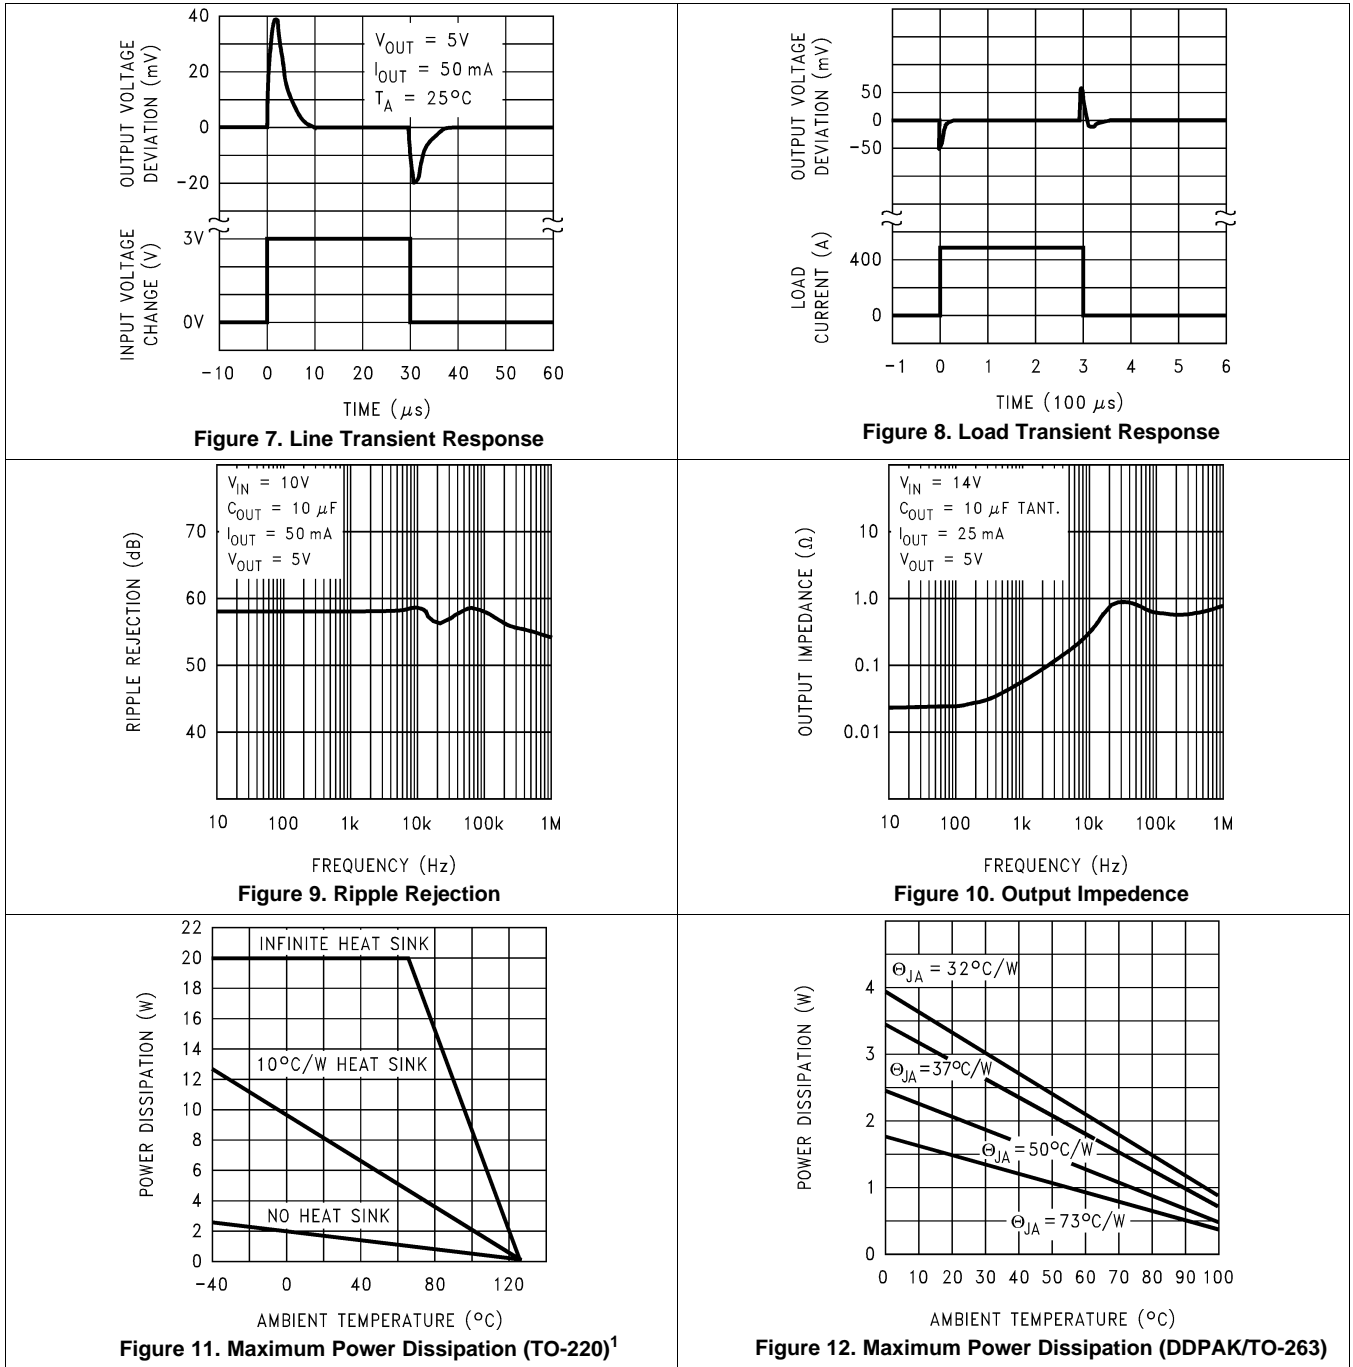 40
20
0
-20
OUTPUT VOLTAGE
DEVIATION (mV)
V_OUT = 5V
I_OUT = 50 mA
T_A = 25°C
3V
0V
INPUT VOLTAGE
CHANGE (V)
-10 0 10 20 30 40 50 60
TIME (μs)
Figure 7. Line Transient Response
50
0
-50
OUTPUT VOLTAGE
DEVIATION (mV)
400
0
LOAD
CURRENT (A)
-1 0 1 2 3 4 5 6
TIME (100 μs)
Figure 8. Load Transient Response
V_IN = 10V
C_OUT = 10 μF
I_OUT = 50 mA
V_OUT = 5V
70
60
50
40
RIPPLE REJECTION (dB)
10 100 1k 10k 100k 1M
FREQUENCY (Hz)
Figure 9. Ripple Rejection
V_IN = 14V
C_OUT = 10 μF TANT.
I_OUT = 25 mA
V_OUT = 5V
10
1.0
0.1
0.01
OUTPUT IMPEDANCE (Ω)
10 100 1k 10k 100k 1M
FREQUENCY (Hz)
Figure 10. Output Impedence
22
20
18
16
14
12
10
8
6
4
2
0
POWER DISSIPATION (W)
INFINITE HEAT SINK
10°C/W HEAT SINK
NO HEAT SINK
-40 0 40 80 120
AMBIENT TEMPERATURE (°C)
Figure 11. Maximum Power Dissipation (TO-220)¹
4
3
2
1
0
POWER DISSIPATION (W)
Θ_JA = 32°C/W
Θ_JA = 37°C/W
Θ_JA = 50°C/W
Θ_JA = 73°C/W
0 10 20 30 40 50 60 70 80 90 100
AMBIENT TEMPERATURE (°C)
Figure 12. Maximum Power Dissipation (DDPAK/TO-263)